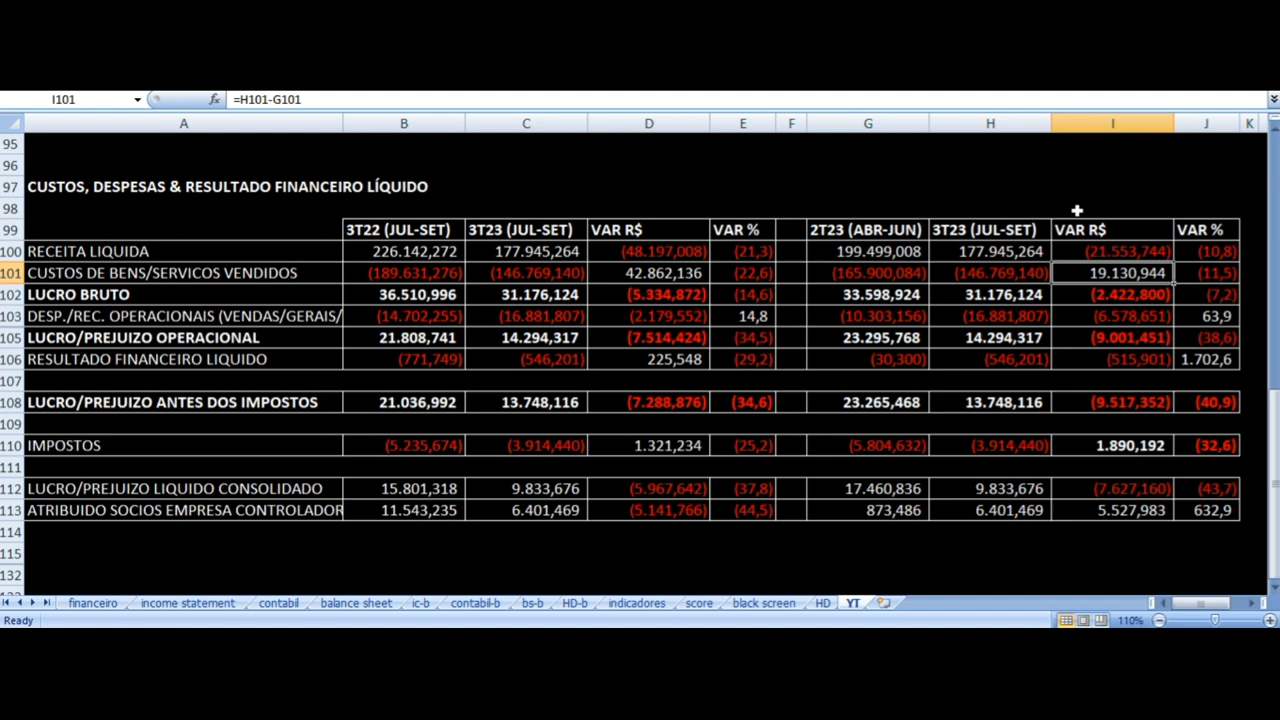 I101 fx =H101-G101
A B C D E F G H I J K
95
96
97 CUSTOS, DESPESAS & RESULTADO FINANCEIRO LÍQUIDO
98
99 3T22 (JUL-SET) 3T23 (JUL-SET) VAR R$ VAR % 2T23 (ABR-JUN) 3T23 (JUL-SET) VAR R$ VAR %
100 RECEITA LIQUIDA 226.142,272 177.945,264 (48.197,008) (21,3) 199.499,008 177.945,264 (21.553,744) (10,8)
101 CUSTOS DE BENS/SERVICOS VENDIDOS (189.631,276) (146.769,140) 42.862,136 (22,6) (165.900,084) (146.769,140) 19.130,944 (11,5)
102 LUCRO BRUTO 36.510,996 31.176,124 (5.334,872) (14,6) 33.598,924 31.176,124 (2.422,800) (7,2)
103 DESP./REC. OPERACIONAIS (VENDAS/GERAIS/ (14.702,255) (16.881,807) (2.179,552) 14,8 (10.303,156) (16.881,807) (6.578,651) 63,9
105 LUCRO/PREJUIZO OPERACIONAL 21.808,741 14.294,317 (7.514,424) (34,5) 23.295,768 14.294,317 (9.001,451) (38,6)
106 RESULTADO FINANCEIRO LIQUIDO (771,749) (546,201) 225,548 (29,2) (30,300) (546,201) (515,901) 1.702,6
107
108 LUCRO/PREJUIZO ANTES DOS IMPOSTOS 21.036,992 13.748,116 (7.288,876) (34,6) 23.265,468 13.748,116 (9.517,352) (40,9)
109
110 IMPOSTOS (5.235,674) (3.914,440) 1.321,234 (25,2) (5.804,632) (3.914,440) 1.890,192 (32,6)
111
112 LUCRO/PREJUIZO LIQUIDO CONSOLIDADO 15.801,318 9.833,676 (5.967,642) (37,8) 17.460,836 9.833,676 (7.627,160) (43,7)
113 ATRIBUIDO SOCIOS EMPRESA CONTROLADOR 11.543,235 6.401,469 (5.141,766) (44,5) 873,486 6.401,469 5.527,983 632,9
114
115
132
financeiro income statement contabil balance sheet ic-b contabil-b bs-b HD-b indicadores score black screen HD YT
Ready 110%